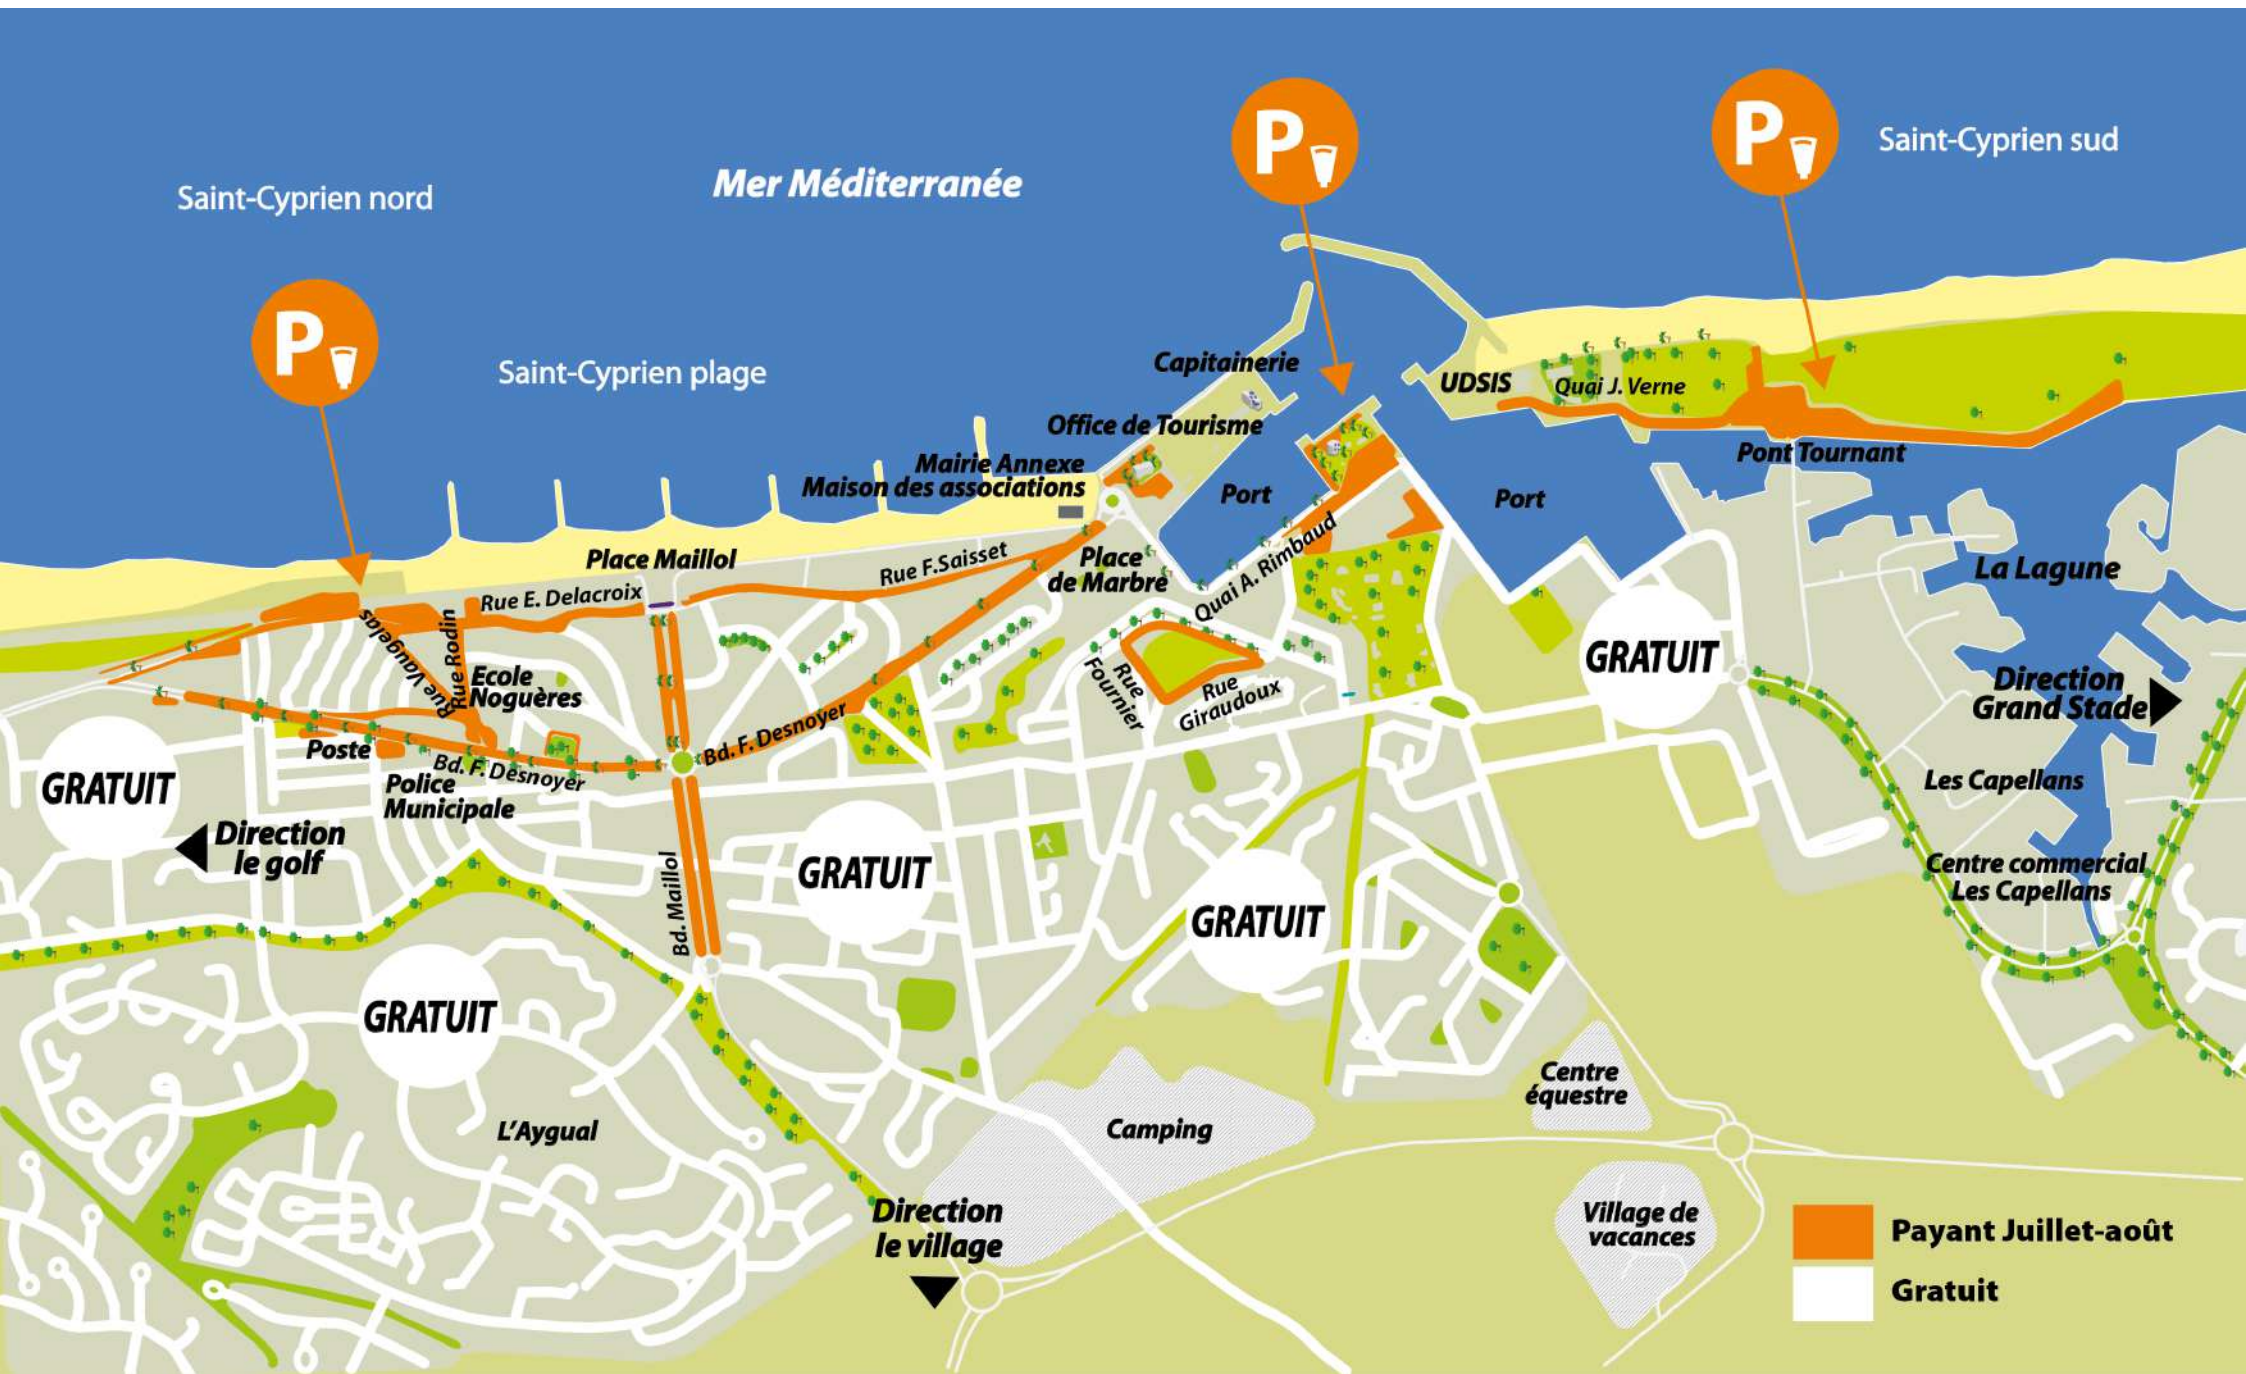 P
P
Saint-Cyprien sud
Mer Méditerranée
Saint-Cyprien nord
P
Saint-Cyprien plage
Capitainerie
UDSIS
Quai J. Verne
Office de Tourisme
Pont Tournant
Mairie Annexe
Maison des associations
Port
Port
Place Maillol
Rue F.Saisset
Place
de Marbre
Quai A. Rimbaud
La Lagune
Rue E. Delacroix
Rue Vaugelas
Rue Rodin
Ecole
Noguères
Rue
Fournier
Rue
Giraudoux
GRATUIT
Direction
Grand Stade
Bd. F. Desnoyer
Poste
Bd. F. Desnoyer
Police
Municipale
GRATUIT
Les Capellans
Direction
le golf
Bd. Maillol
GRATUIT
GRATUIT
Centre commercial
Les Capellans
GRATUIT
Centre
équestre
L'Aygual
Camping
Direction
le village
Village de
vacances
Payant Juillet-août
Gratuit